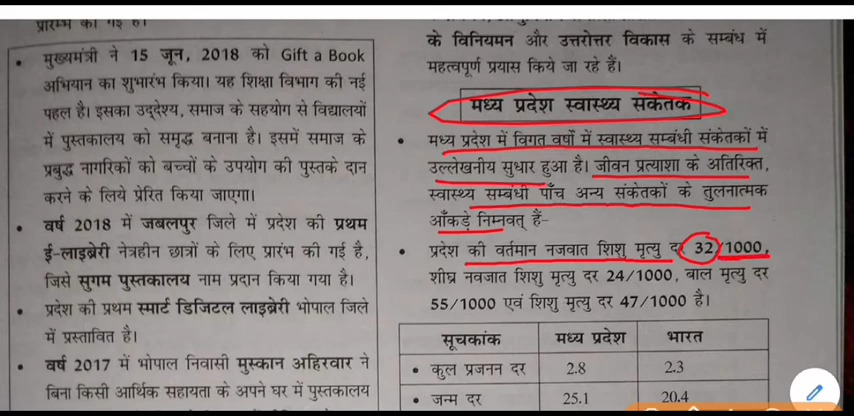 प्रारम्भ की गई है।
मुख्यमंत्री ने 15 जून, 2018 को Gift a Book
अभियान का शुभारंभ किया। यह शिक्षा विभाग की नई
पहल है। इसका उद्देश्य, समाज के सहयोग से विद्यालयों
में पुस्तकालय को समृद्ध बनाना है। इसमें समाज के
प्रबुद्ध नागरिकों को बच्चों के उपयोग की पुस्तके दान
करने के लिये प्रेरित किया जाएगा।
वर्ष 2018 में जबलपुर जिले में प्रदेश की प्रथम
ई-लाइब्रेरी नेत्रहीन छात्रों के लिए प्रारंभ की गई है,
जिसे सुगम पुस्तकालय नाम प्रदान किया गया है।
प्रदेश की प्रथम स्मार्ट डिजिटल लाइब्रेरी भोपाल जिले
में प्रस्तावित है।
वर्ष 2017 में भोपाल निवासी मुस्कान अहिरवार ने
बिना किसी आर्थिक सहायता के अपने घर में पुस्तकालय
के विनियमन और उत्तरोत्तर विकास के सम्बंध में
महत्वपूर्ण प्रयास किये जा रहे हैं।
मध्य प्रदेश स्वास्थ्य संकेतक
मध्य प्रदेश में विगत वर्षों में स्वास्थ्य सम्बंधी संकेतकों में
उल्लेखनीय सुधार हुआ है। जीवन प्रत्याशा के अतिरिक्त,
स्वास्थ्य सम्बंधी पाँच अन्य संकेतकों के तुलनात्मक
आँकड़े निम्नवत् हैं-
प्रदेश की वर्तमान नजवात शिशु मृत्यु दर 32/1000,
शीघ्र नवजात शिशु मृत्यु दर 24/1000, बाल मृत्यु दर
55/1000 एवं शिशु मृत्यु दर 47/1000 है।
सूचकांक मध्य प्रदेश भारत
कुल प्रजनन दर 2.8 2.3
जन्म दर 25.1 20.4